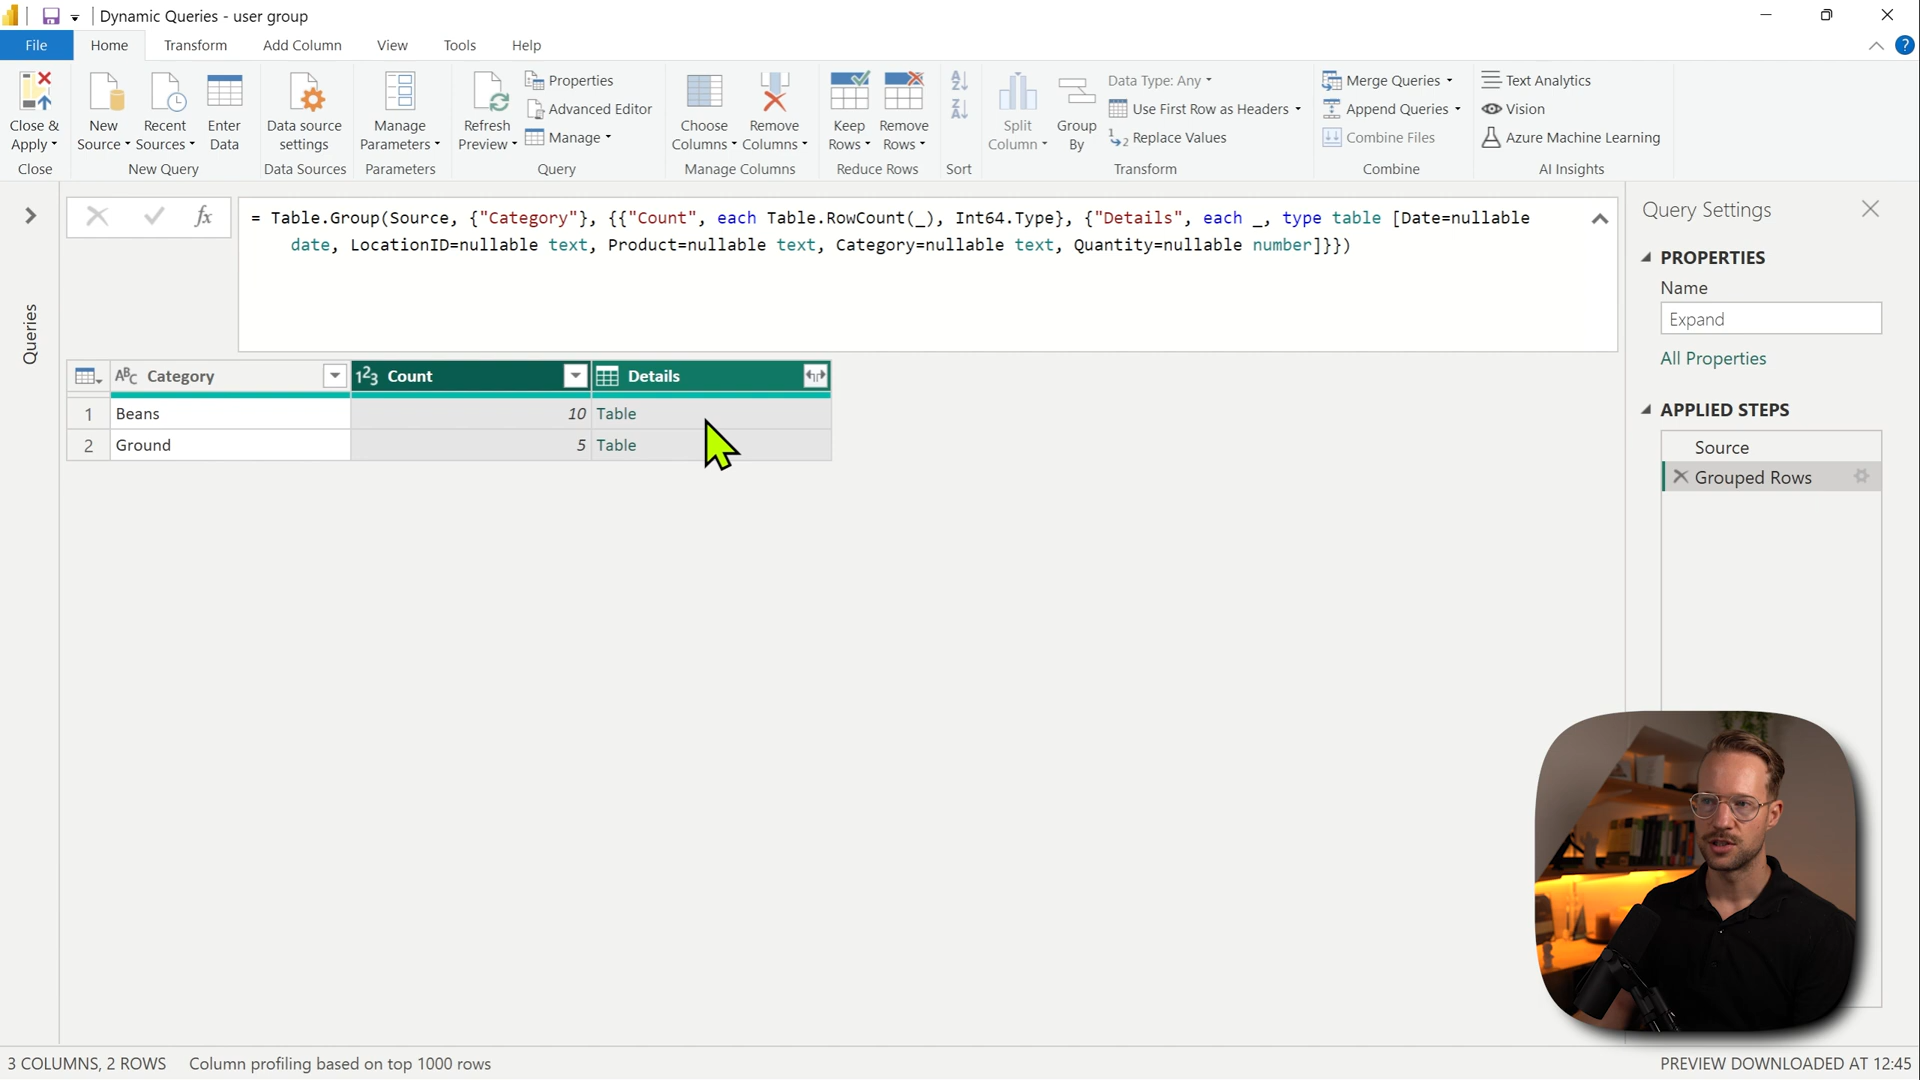 Dynamic Queries - user group
File Home Transform Add Column View Tools Help
Close & Apply
Close
New Source
Recent Sources
Enter Data
New Query
Data source settings
Data Sources
Manage Parameters
Parameters
Refresh Preview
Properties
Advanced Editor
Manage
Query
Choose Columns
Remove Columns
Manage Columns
Keep Rows
Remove Rows
Reduce Rows
Sort
Split Column
Group By
Data Type: Any
Use First Row as Headers
Replace Values
Transform
Merge Queries
Append Queries
Combine Files
Combine
Text Analytics
Vision
Azure Machine Learning
AI Insights
Queries
fx
= Table.Group(Source, {"Category"}, {{"Count", each Table.RowCount(_), Int64.Type}, {"Details", each _, type table [Date=nullable
date, LocationID=nullable text, Product=nullable text, Category=nullable text, Quantity=nullable number]}})
ABC Category 123 Count Details
1 Beans 10 Table
2 Ground 5 Table
Query Settings
PROPERTIES
Name
Expand
All Properties
APPLIED STEPS
Source
Grouped Rows
3 COLUMNS, 2 ROWS Column profiling based on top 1000 rows
PREVIEW DOWNLOADED AT 12:45